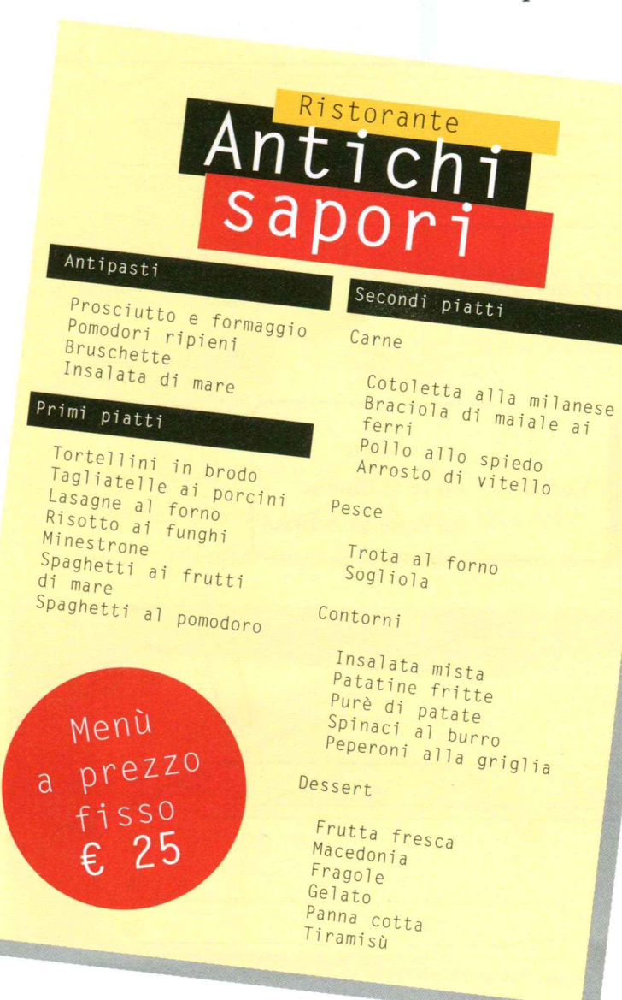 Ristorante
Antichi
sapori
Antipasti
Prosciutto e formaggio
Pomodori ripieni
Bruschette
Insalata di mare
Primi piatti
Tortellini in brodo
Tagliatelle ai porcini
Lasagne al forno
Risotto ai funghi
Minestrone
Spaghetti ai frutti
di mare
Spaghetti al pomodoro
Menù
a prezzo
fisso
€ 25
Secondi piatti
Carne
Cotoletta alla milanese
Braciola di maiale ai
ferri
Pollo allo spiedo
Arrosto di vitello
Pesce
Trota al forno
Sogliola
Contorni
Insalata mista
Patatine fritte
Purè di patate
Spinaci al burro
Peperoni alla griglia
Dessert
Frutta fresca
Macedonia
Fragole
Gelato
Panna cotta
Tiramisù